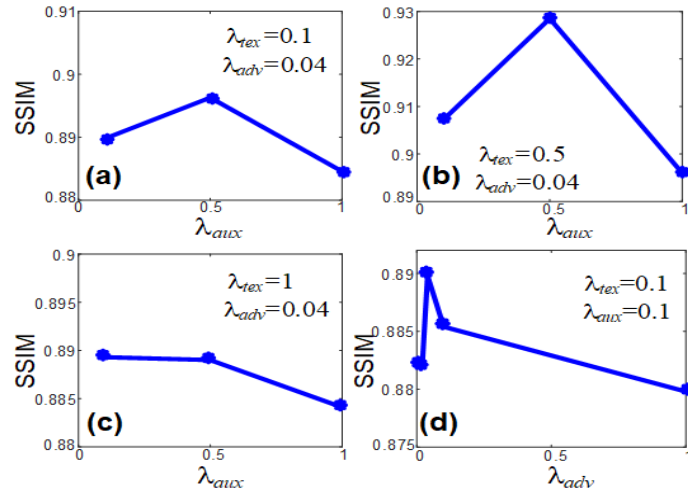 0.91
0.9
0.89
0.88
SSIM
λtex=0.1
λadv=0.04
(a)
0
0.5
1
λaux
0.93
0.92
0.91
0.9
0.89
SSIM
λtex=0.5
λadv=0.04
(b)
0
0.5
1
λaux
0.9
0.895
0.89
0.885
0.88
SSIM
λtex=1
λadv=0.04
(c)
0
0.5
1
λaux
0.89
0.885
0.88
0.875
SSIM
λtex=0.1
λaux=0.1
(d)
0
0.5
1
λadv